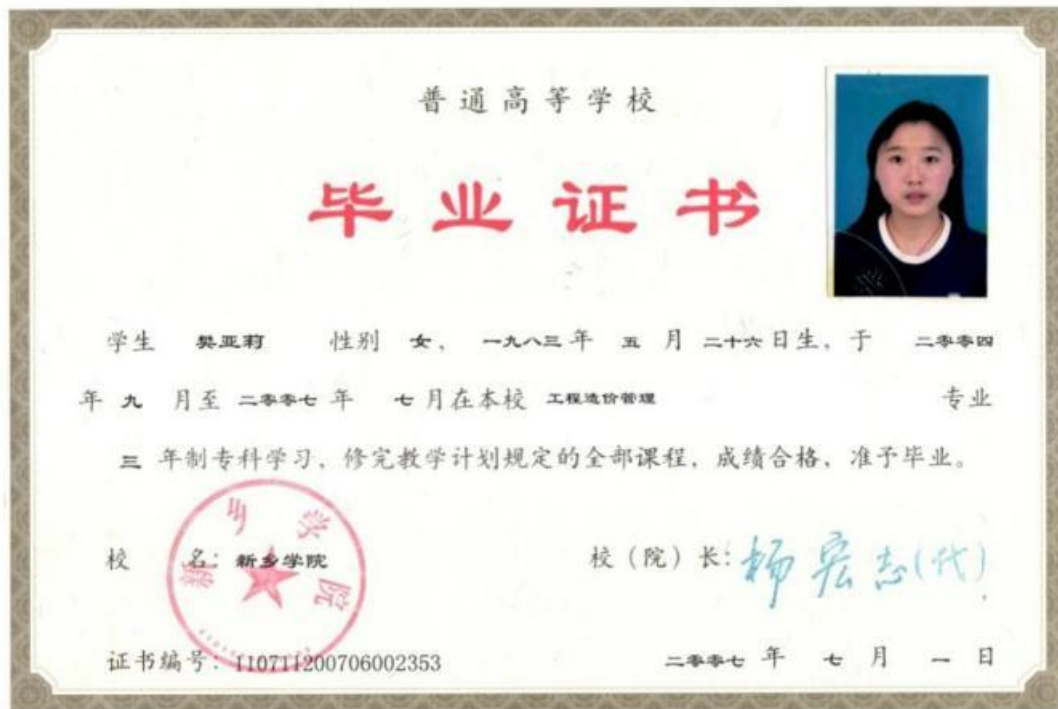 普通高等学校
毕业证书
学生 樊亚莉 性别 女、一九八三年 五 月 二十六日生、于 二零零四
年 九 月至 二零零七 年 七月在本校 工程造价管理 专业
三 年制专科学习、修完教学计划规定的全部课程、成绩合格、准予毕业。
新乡学院
校 名：新乡学院 校（院）长：杨宏志(代)
证书编号：110711200706002353 二零零七 年 七 月 一 日